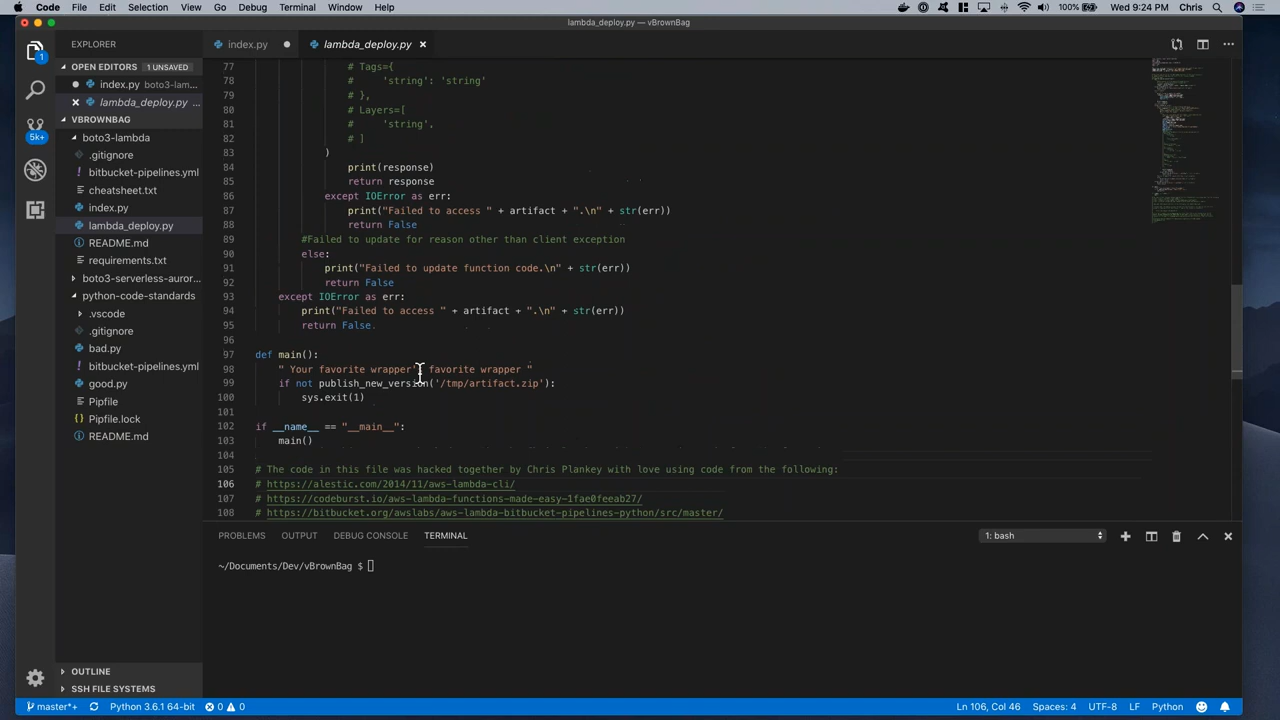 Code File Edit Selection View Go Debug Terminal Window Help 100% Wed 9:24 PM Chris
lambda_deploy.py — vBrownBag
EXPLORER
index.py
lambda_deploy.py
OPEN EDITORS 1 UNSAVED
index.py boto3-lam...
lambda_deploy.py ...
VBROWNBAG
boto3-lambda
.gitignore
bitbucket-pipelines.yml
cheatsheet.txt
index.py
lambda_deploy.py
README.md
requirements.txt
boto3-serverless-auror...
python-code-standards
.vscode
.gitignore
bad.py
bitbucket-pipelines.yml
good.py
Pipfile
Pipfile.lock
README.md
OUTLINE
SSH FILE SYSTEMS
1
5k+
77 # Tags={
78 # 'string': 'string'
79 # },
80 # Layers=[
81 # 'string',
82 # ]
83 )
84 print(response)
85 return response
86 except IOError as err:
87 print("Failed to access " + artifact + ".\n" + str(err))
88 return False
89 #Failed to update for reason other than client exception
90 else:
91 print("Failed to update function code.\n" + str(err))
92 return False
93 except IOError as err:
94 print("Failed to access " + artifact + ".\n" + str(err))
95 return False
96
97 def main():
98 " Your favorite wrapper's favorite wrapper "
99 if not publish_new_version('/tmp/artifact.zip'):
100 sys.exit(1)
101
102 if __name__ == "__main__":
103 main()
104
105 # The code in this file was hacked together by Chris Plankey with love using code from the following:
106 # https://alestic.com/2014/11/aws-lambda-cli/
107 # https://codeburst.io/aws-lambda-functions-made-easy-1fae0feeab27/
108 # https://bitbucket.org/awslabs/aws-lambda-bitbucket-pipelines-python/src/master/
PROBLEMS OUTPUT DEBUG CONSOLE TERMINAL 1: bash
~/Documents/Dev/vBrownBag $
master*+ Python 3.6.1 64-bit 0 0 Ln 106, Col 46 Spaces: 4 UTF-8 LF Python